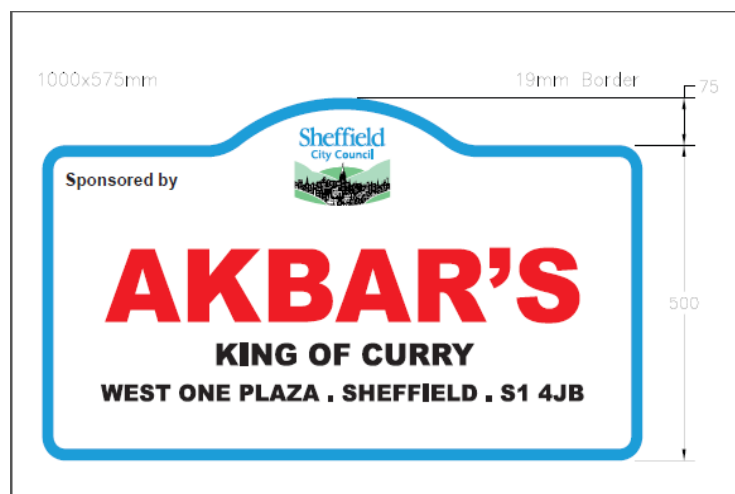 1000x575mm
19mm Border
75
Sheffield
City Council
Sponsored by
AKBAR'S
KING OF CURRY
500
WEST ONE PLAZA . SHEFFIELD . S1 4JB